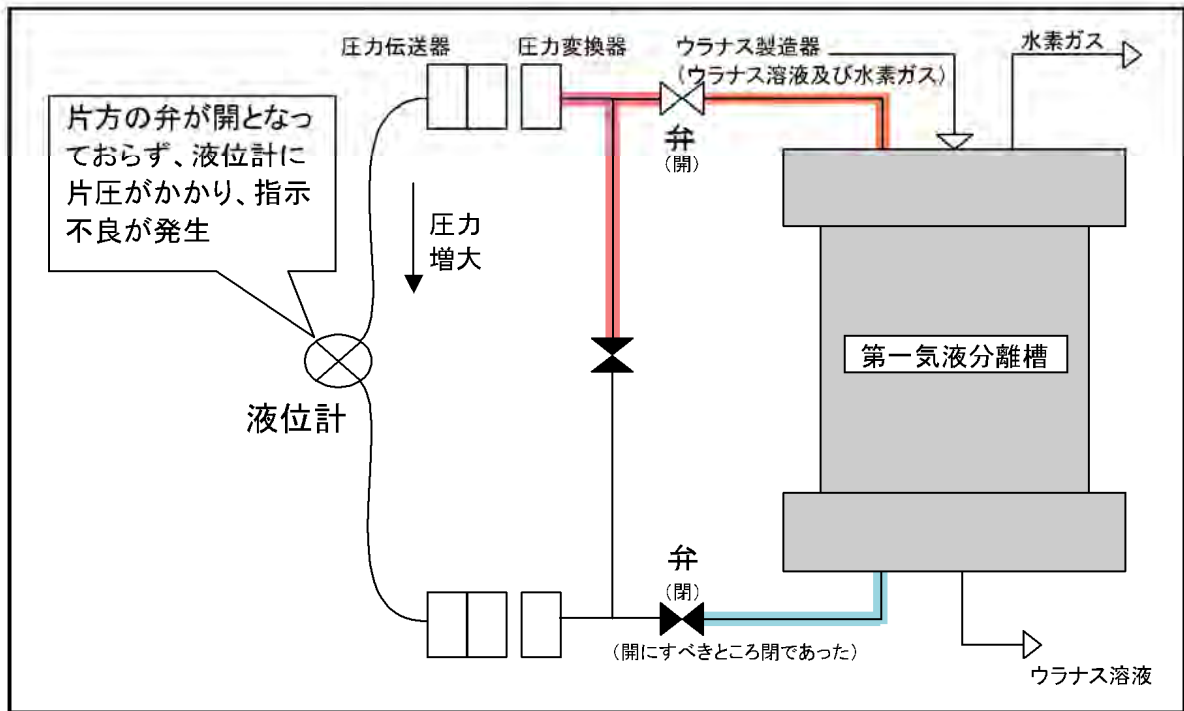 圧力伝送器
圧力変換器
ウラナス製造器
(ウラナス溶液及び水素ガス)
水素ガス
片方の弁が開となっ
ておらず、液位計に
片圧がかかり、指示
不良が発生
弁
(開)
圧力
増大
第一気液分離槽
液位計
弁
(閉)
(開にすべきところ閉であった)
ウラナス溶液